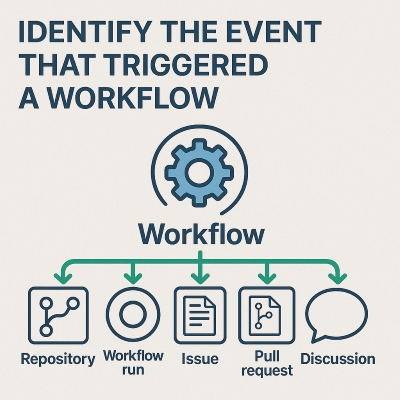 IDENTIFY THE EVENT
THAT TRIGGERED
A WORKFLOW
Workflow
Repository
Workflow
run
Issue
Pull
request
Discussion